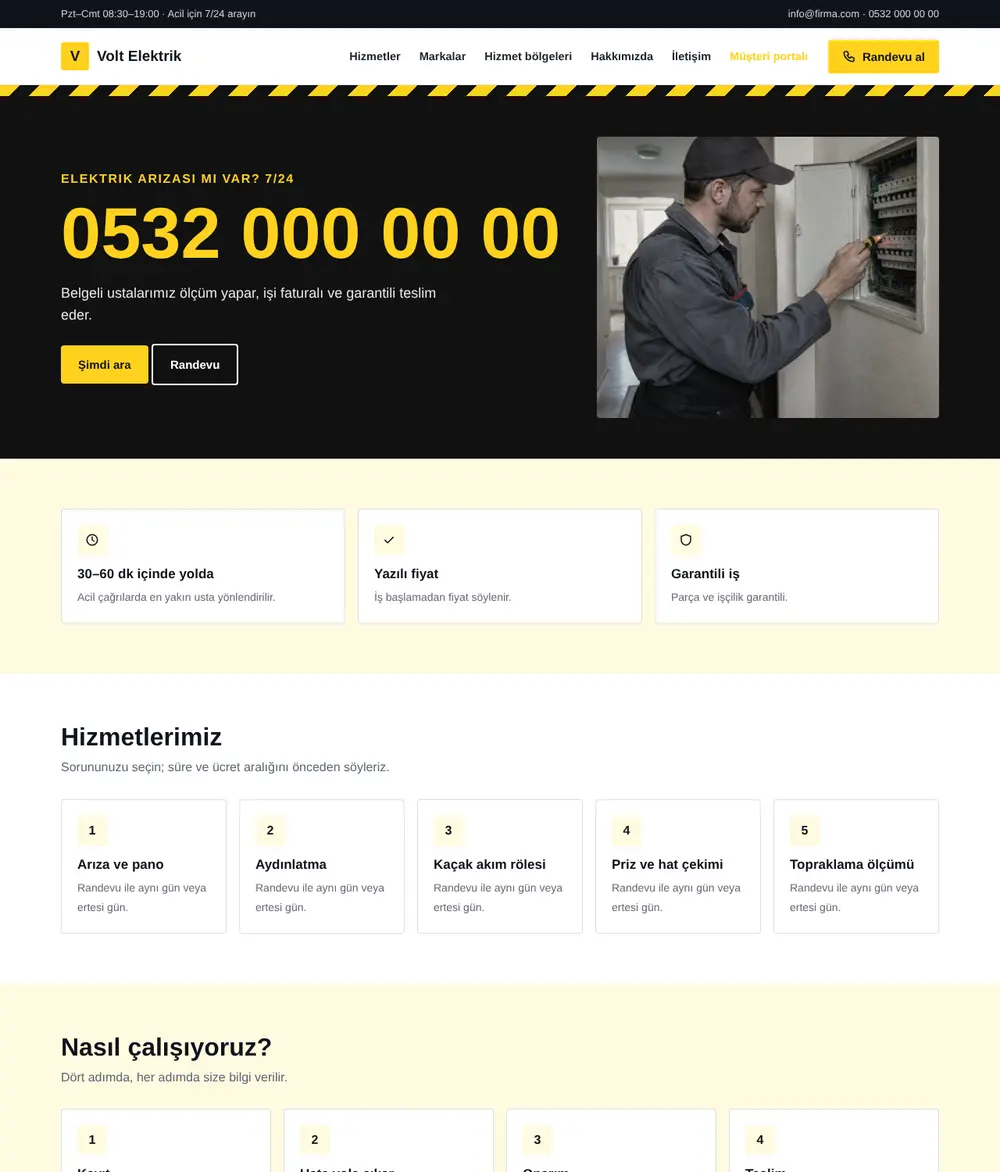 Pzt–Cmt 08:30–19:00 · Acil için 7/24 arayın
info@firma.com · 0532 000 00 00
V Volt Elektrik
Hizmetler Markalar Hizmet bölgeleri Hakkımızda İletişim Müşteri portalı Randevu al
ELEKTRIK ARIZASI MI VAR? 7/24
0532 000 00 00
Belgeli ustalarımız ölçüm yapar, işi faturalı ve garantili teslim
eder.
Şimdi ara Randevu
30–60 dk içinde yolda
Acil çağrılarda en yakın usta yönlendirilir.
Yazılı fiyat
İş başlamadan fiyat söylenir.
Garantili iş
Parça ve işçilik garantili.
Hizmetlerimiz
Sorununuzu seçin; süre ve ücret aralığını önceden söyleriz.
1
Arıza ve pano
Randevu ile aynı gün veya
ertesi gün.
2
Aydınlatma
Randevu ile aynı gün veya
ertesi gün.
3
Kaçak akım rölesi
Randevu ile aynı gün veya
ertesi gün.
4
Priz ve hat çekimi
Randevu ile aynı gün veya
ertesi gün.
5
Topraklama ölçümü
Randevu ile aynı gün veya
ertesi gün.
Nasıl çalışıyoruz?
Dört adımda, her adımda size bilgi verilir.
1
2
3
4